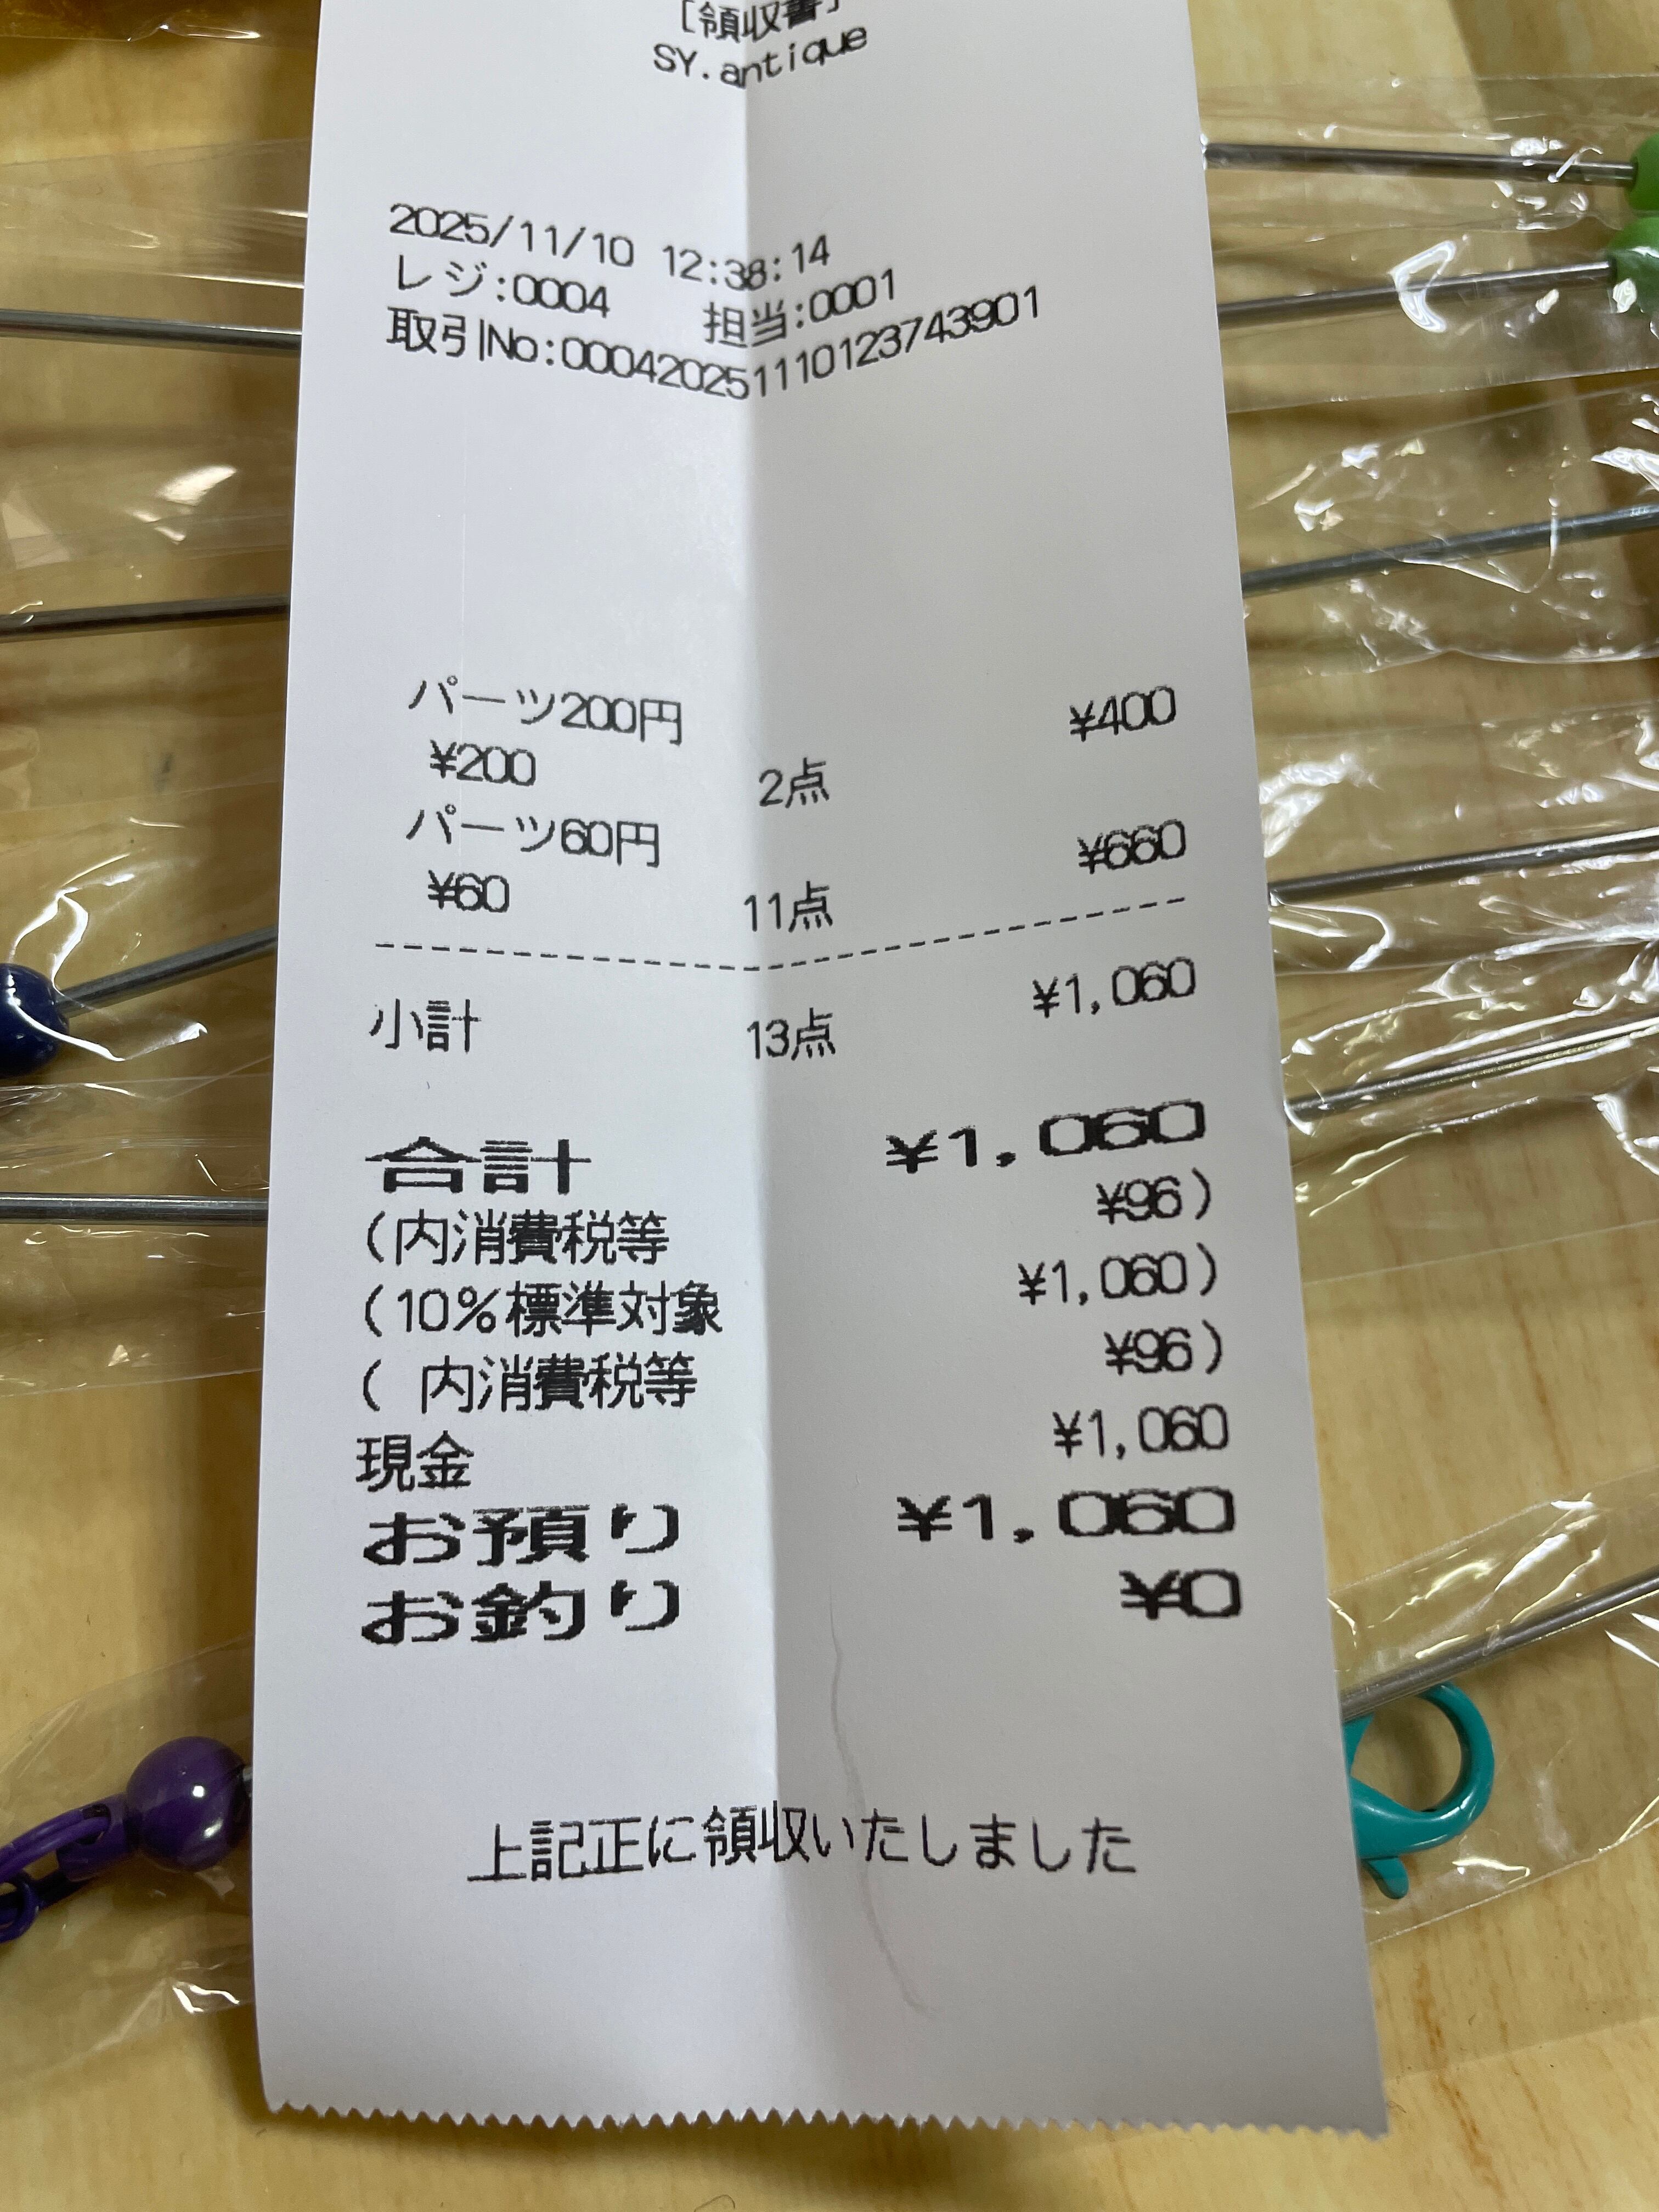 [領収書]
SY.antique
2025/11/10 12:38:14
レジ:0004 担当:0001
取引No:00042025111012374​3901
パーツ200円 ¥400
¥200 2点
パーツ60円 ¥660
¥60 11点
小計 13点 ¥1,060
合計 ¥1,060
(内消費税等 ¥96)
(10%標準対象 ¥1,060)
( 内消費税等 ¥96)
現金 ¥1,060
お預り ¥1,060
お釣り ¥0
上記正に領収いたしました